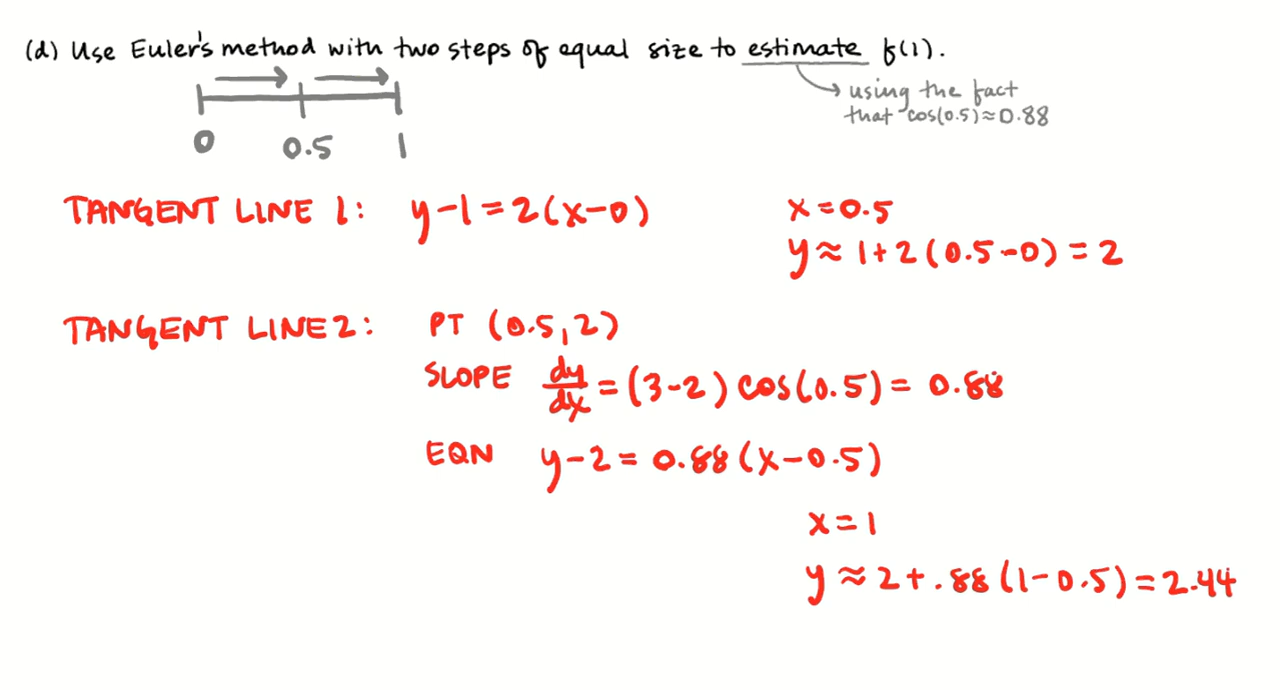 (d) Use Euler's method with two steps of equal size to estimate f(1).
using the fact
that cos(0.5)≈0.88
0 0.5 1
TANGENT LINE 1: y-1=2(x-0)
x=0.5
y≈ 1+2(0.5-0)=2
TANGENT LINE 2: PT (0.5,2)
SLOPE dy/dx=(3-2)cos(0.5)= 0.88
EQN y-2=0.88(x-0.5)
x=1
y≈2+.88(1-0.5)=2.44